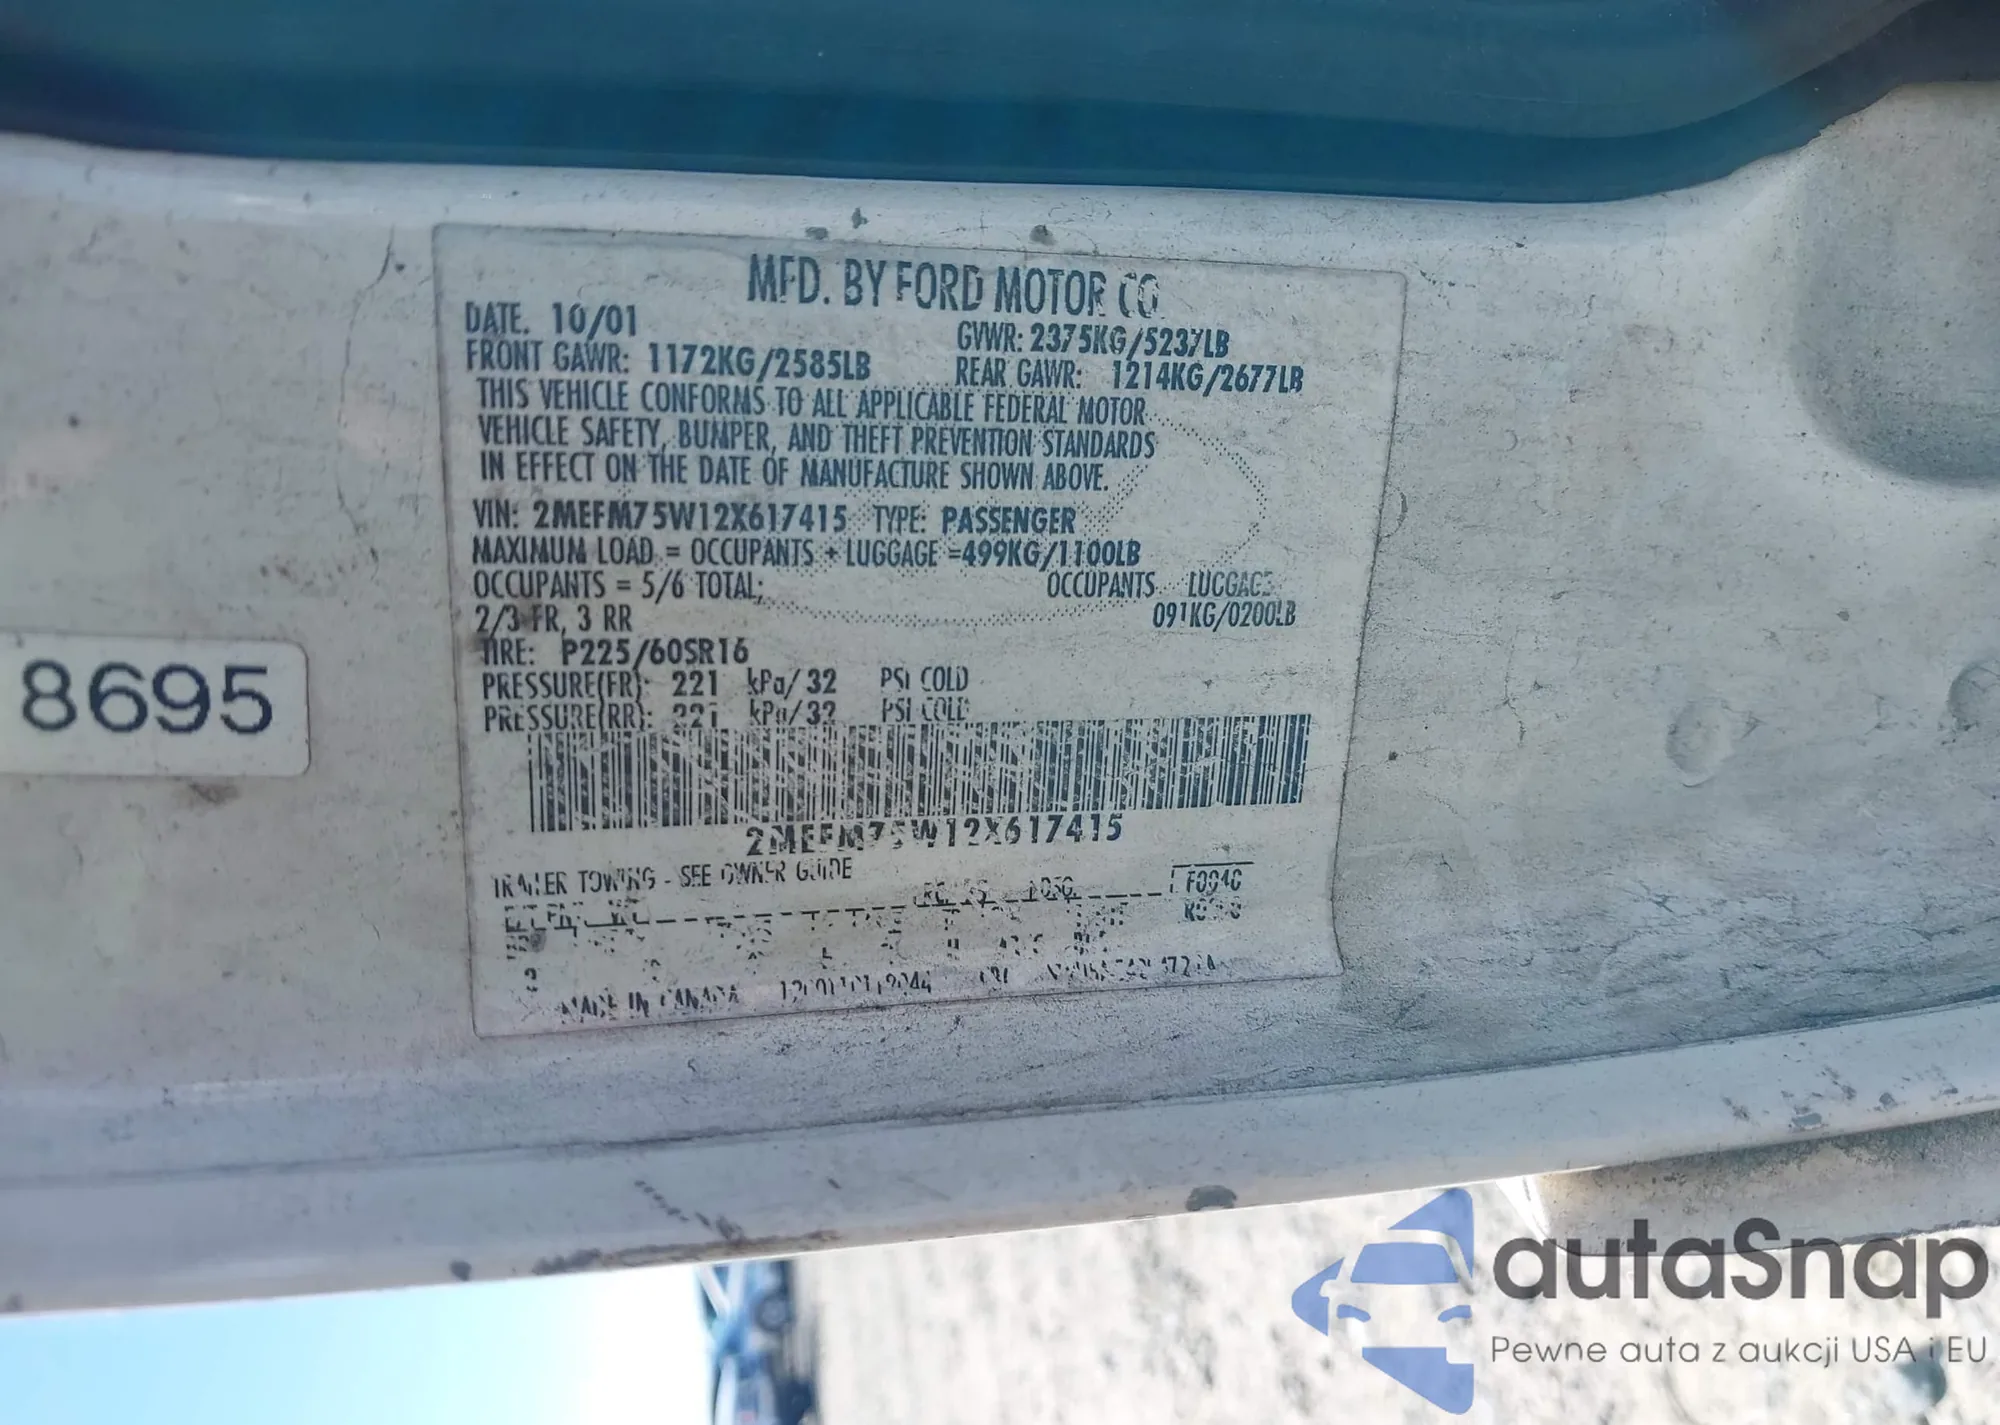 MFD. BY FORD MOTOR CO
DATE. 10/01
GVWR: 2375KG/5237LB
FRONT GAWR: 1172KG/2585LB
REAR GAWR: 1214KG/2677LB
THIS VEHICLE CONFORMS TO ALL APPLICABLE FEDERAL MOTOR
VEHICLE SAFETY, BUMPER, AND THEFT PREVENTION STANDARDS
IN EFFECT ON THE DATE OF MANUFACTURE SHOWN ABOVE.
VIN: 2MEFM75W12X617415 TYPE: PASSENGER
MAXIMUM LOAD = OCCUPANTS + LUGGAGE =499KG/1100LB
OCCUPANTS = 5/6 TOTAL; OCCUPANTS LUGGAGE
2/3 FR, 3 RR 091KG/0200LB
TIRE: P225/60SR16
PRESSURE(FR): 221 kPa/32 PSI COLD
PRESSURE(RR): 221 kPa/32 PSI COLD
2MEFM75W12X617415
TRAILER TOWING - SEE OWNER GUIDE
MADE IN CANADA
8695
autaSnap
Pewne auta z aukcji USA i EU